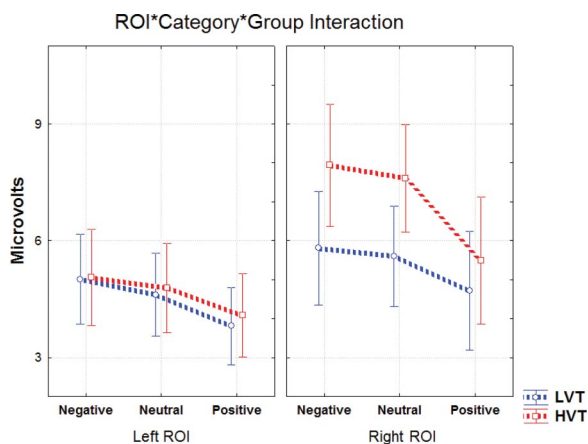 ROI*Category*Group Interaction
Microvolts
9
6
3
Negative Neutral Positive
Left ROI
Negative Neutral Positive
Right ROI
LVT
HVT